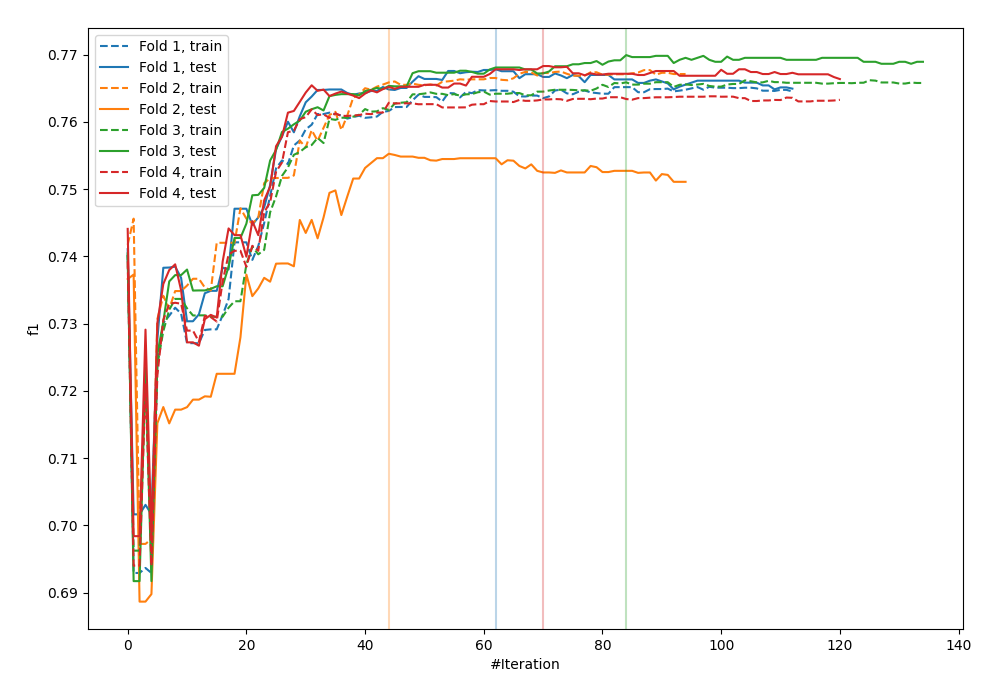 0.77
0.76
0.75
0.74
0.73
0.72
0.71
0.70
0.69
f1
Fold 1, train
Fold 1, test
Fold 2, train
Fold 2, test
Fold 3, train
Fold 3, test
Fold 4, train
Fold 4, test
0 20 40 60 80 100 120 140
#Iteration